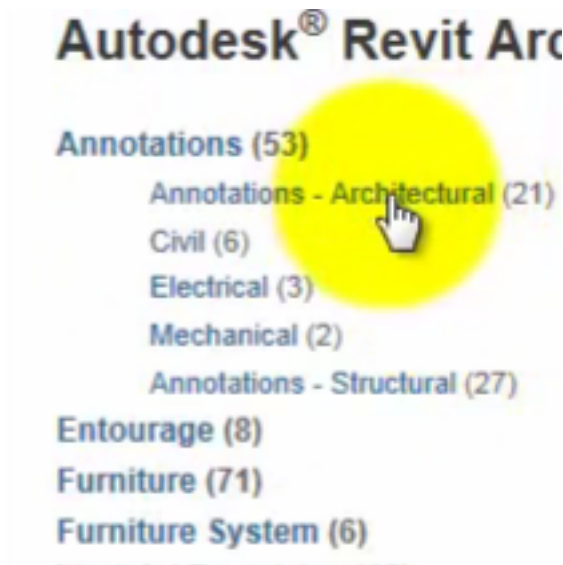 Autodesk® Revit Arc
Annotations (53)
Annotations - Architectural (21)
Civil (6)
Electrical (3)
Mechanical (2)
Annotations - Structural (27)
Entourage (8)
Furniture (71)
Furniture System (6)